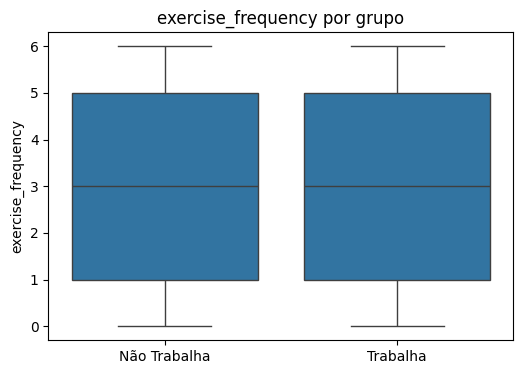 exercise_frequency por grupo
exercise_frequency
6
5
4
3
2
1
0
Não Trabalha
Trabalha